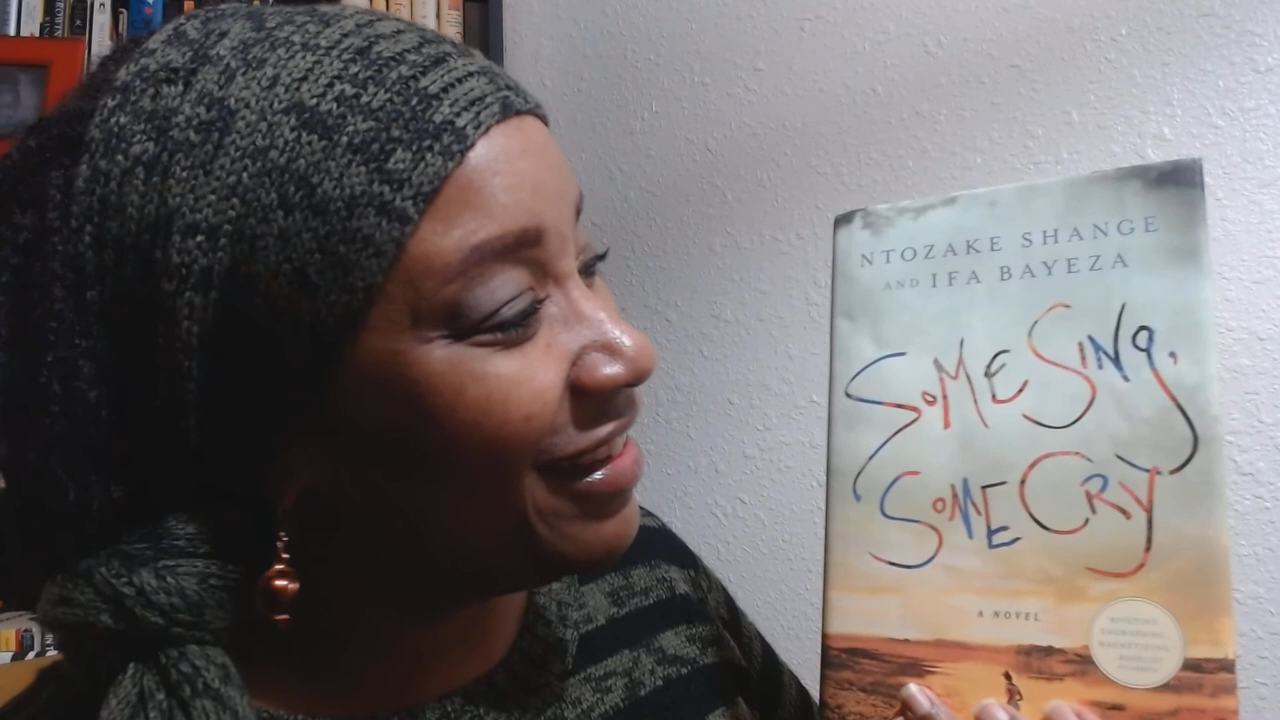 NTOZAKE SHANGE
AND IFA BAYEZA
SOME SING,
SOME CRY
A NOVEL